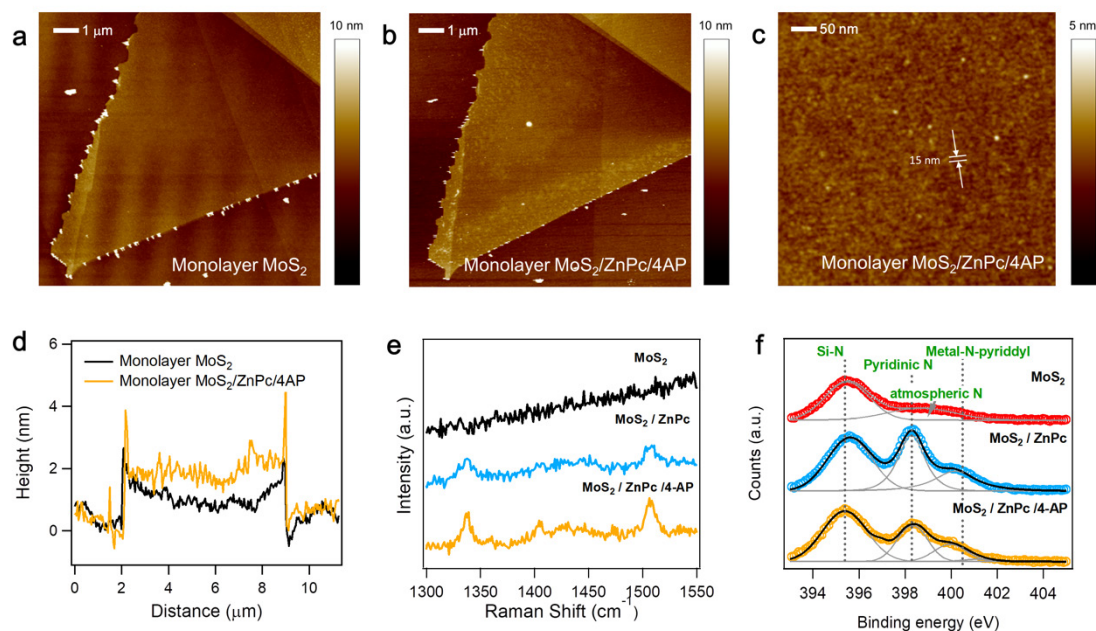 a
1 μm
10 nm
Monolayer MoS2
b
1 μm
10 nm
Monolayer MoS2/ZnPc/4AP
c
50 nm
5 nm
15 nm
Monolayer MoS2/ZnPc/4AP
d
Height (nm)
6
4
2
0
Monolayer MoS2
Monolayer MoS2/ZnPc/4AP
0 2 4 6 8 10
Distance (μm)
e
Intensity (a.u.)
MoS2
MoS2 / ZnPc
MoS2 / ZnPc /4-AP
1300 1350 1400 1450 1500 1550
Raman Shift (cm-1)
f
Counts (a.u.)
Si-N
Pyridinic N
Metal-N-pyriddyl
atmospheric N
MoS2
MoS2 / ZnPc
MoS2 / ZnPc /4-AP
394 396 398 400 402 404
Binding energy (eV)